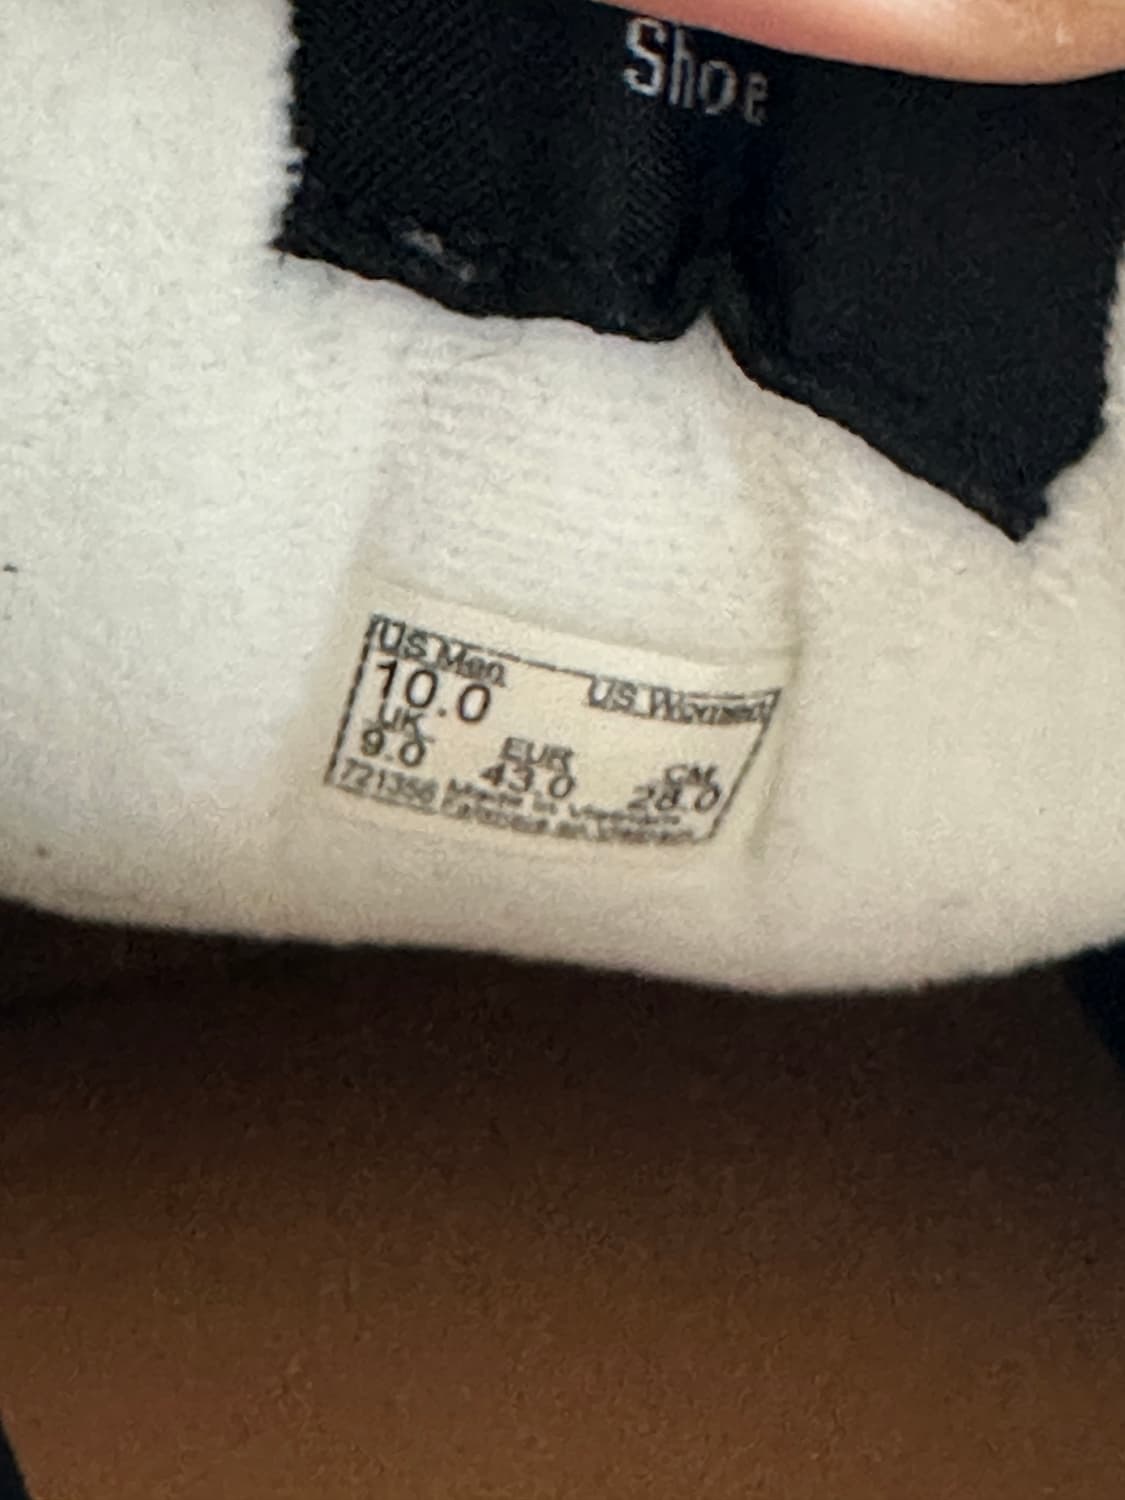 Shoe
US Men US Women
10.0
UK EUR CM
9.0 43.0 28.0
721356 Made in Vietnam